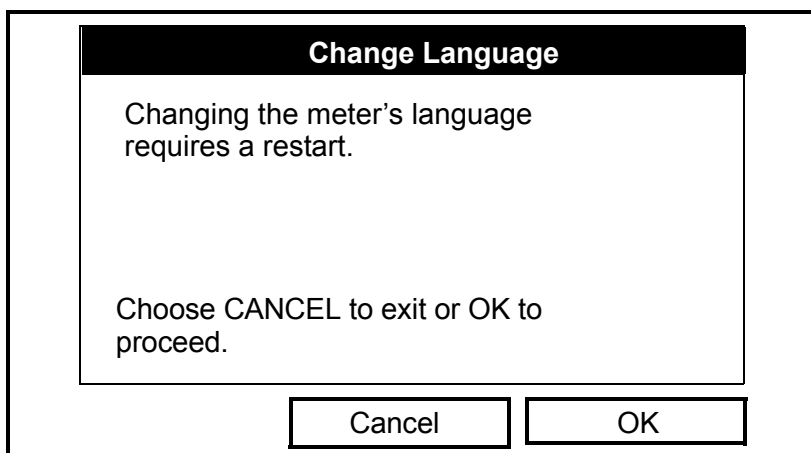 Change Language
Changing the meter’s language
requires a restart.
Choose CANCEL to exit or OK to
proceed.
Cancel
OK